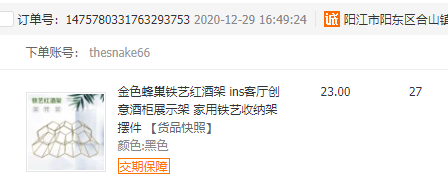 订单号：1475780331763293753 2020-12-29 16:49:24 诚 阳江市阳东区合山镇
下单账号： thesnake66
铁艺红酒架
金色蜂巢铁艺红酒架 ins客厅创 23.00 27
意酒柜展示架 家用铁艺收纳架
摆件 【货品快照】
颜色:黑色
交期保障